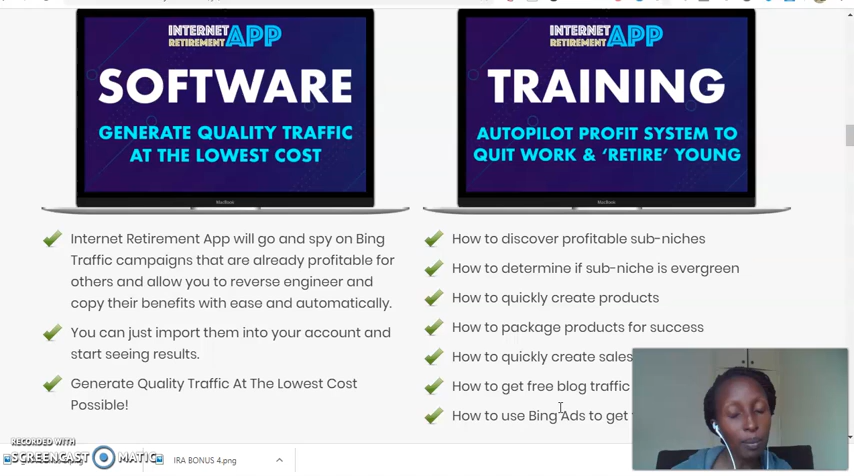 INTERNET
RETIREMENT APP
SOFTWARE
GENERATE QUALITY TRAFFIC
AT THE LOWEST COST
MacBook
Internet Retirement App will go and spy on Bing
Traffic campaigns that are already profitable for
others and allow you to reverse engineer and
copy their benefits with ease and automatically.
You can just import them into your account and
start seeing results.
Generate Quality Traffic At The Lowest Cost
Possible!
INTERNET
RETIREMENT APP
TRAINING
AUTOPILOT PROFIT SYSTEM TO
QUIT WORK & ‘RETIRE’ YOUNG
MacBook
How to discover profitable sub-niches
How to determine if sub-niche is evergreen
How to quickly create products
How to package products for success
How to quickly create sales
How to get free blog traffic
How to use Bing Ads to get
RECORDED WITH
SCREENCAST MATIC
IRA BONUS 4.png